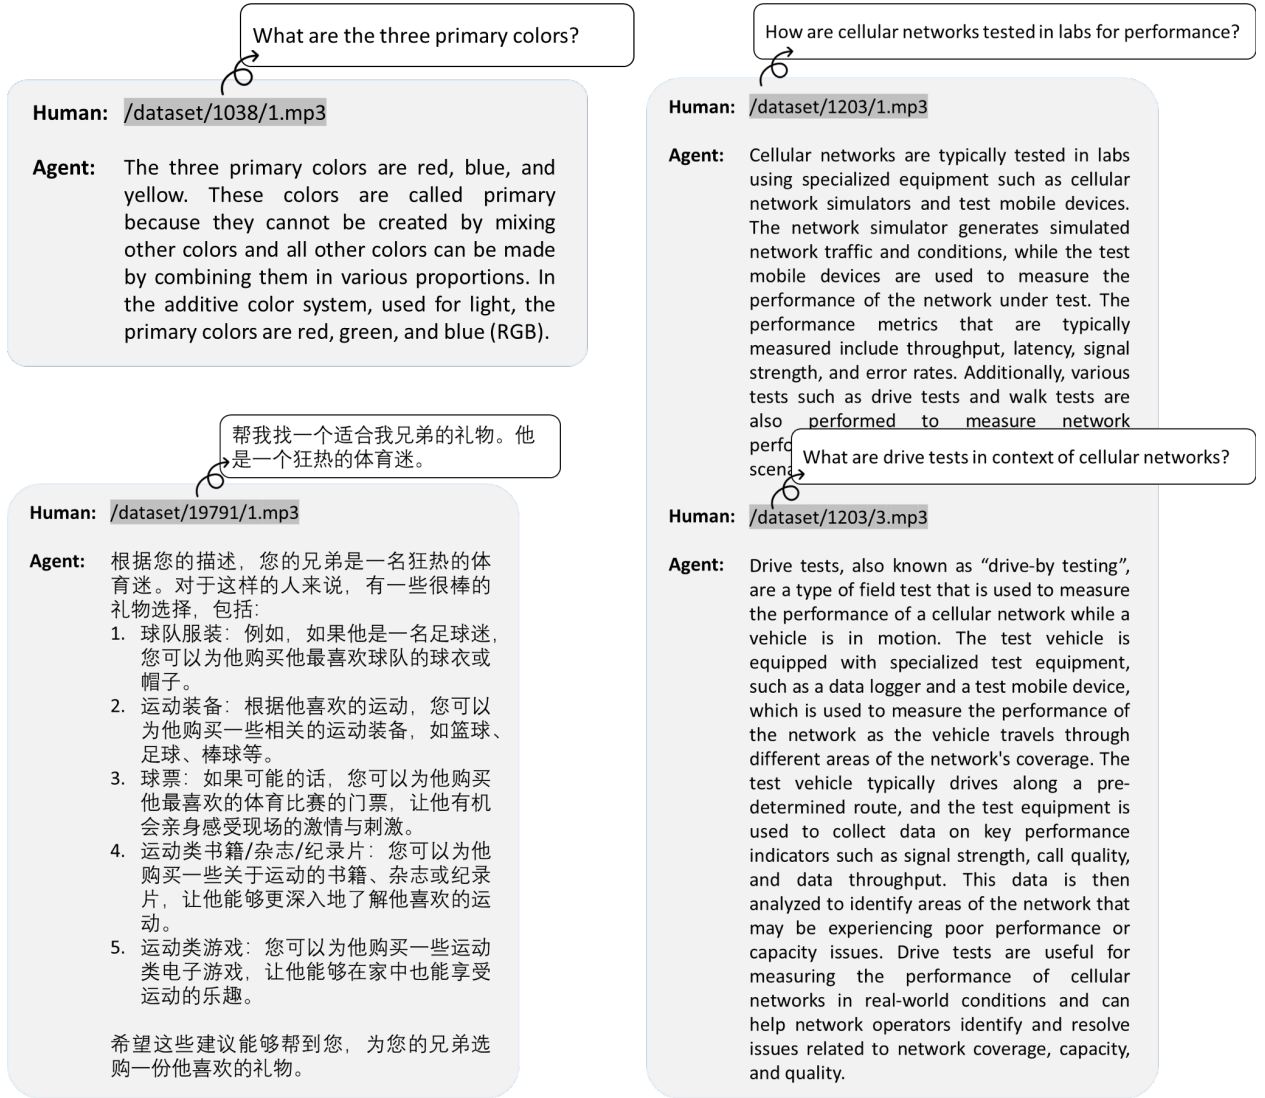 What are the three primary colors?
Human: /dataset/1038/1.mp3
Agent: The three primary colors are red, blue, and
yellow. These colors are called primary
because they cannot be created by mixing
other colors and all other colors can be made
by combining them in various proportions. In
the additive color system, used for light, the
primary colors are red, green, and blue (RGB).
帮我找一个适合我兄弟的礼物。他
是一个狂热的体育迷。
Human: /dataset/19791/1.mp3
Agent: 根据您的描述，您的兄弟是一名狂热的体
育迷。对于这样的人来说，有一些很棒的
礼物选择，包括：
1. 球队服装：例如，如果他是一名足球迷，
您可以为他购买他最喜欢球队的球衣或
帽子。
2. 运动装备：根据他喜欢的运动，您可以
为他购买一些相关的运动装备，如篮球、
足球、棒球等。
3. 球票：如果可能的话，您可以为他购买
他最喜欢的体育比赛的门票，让他有机
会亲身感受现场的激情与刺激。
4. 运动类书籍/杂志/纪录片：您可以为他
购买一些关于运动的书籍、杂志或纪录
片，让他能够更深入地了解他喜欢的运
动。
5. 运动类游戏：您可以为他购买一些运动
类电子游戏，让他能够在家中也能享受
运动的乐趣。
希望这些建议能够帮到您，为您的兄弟选
购一份他喜欢的礼物。
How are cellular networks tested in labs for performance?
Human: /dataset/1203/1.mp3
Agent: Cellular networks are typically tested in labs
using specialized equipment such as cellular
network simulators and test mobile devices.
The network simulator generates simulated
network traffic and conditions, while the test
mobile devices are used to measure the
performance of the network under test. The
performance metrics that are typically
measured include throughput, latency, signal
strength, and error rates. Additionally, various
tests such as drive tests and walk tests are
also performed to measure network
What are drive tests in context of cellular networks?
Human: /dataset/1203/3.mp3
Agent: Drive tests, also known as “drive-by testing”,
are a type of field test that is used to measure
the performance of a cellular network while a
vehicle is in motion. The test vehicle is
equipped with specialized test equipment,
such as a data logger and a test mobile device,
which is used to measure the performance of
the network as the vehicle travels through
different areas of the network's coverage. The
test vehicle typically drives along a pre-
determined route, and the test equipment is
used to collect data on key performance
indicators such as signal strength, call quality,
and data throughput. This data is then
analyzed to identify areas of the network that
may be experiencing poor performance or
capacity issues. Drive tests are useful for
measuring the performance of cellular
networks in real-world conditions and can
help network operators identify and resolve
issues related to network coverage, capacity,
and quality.